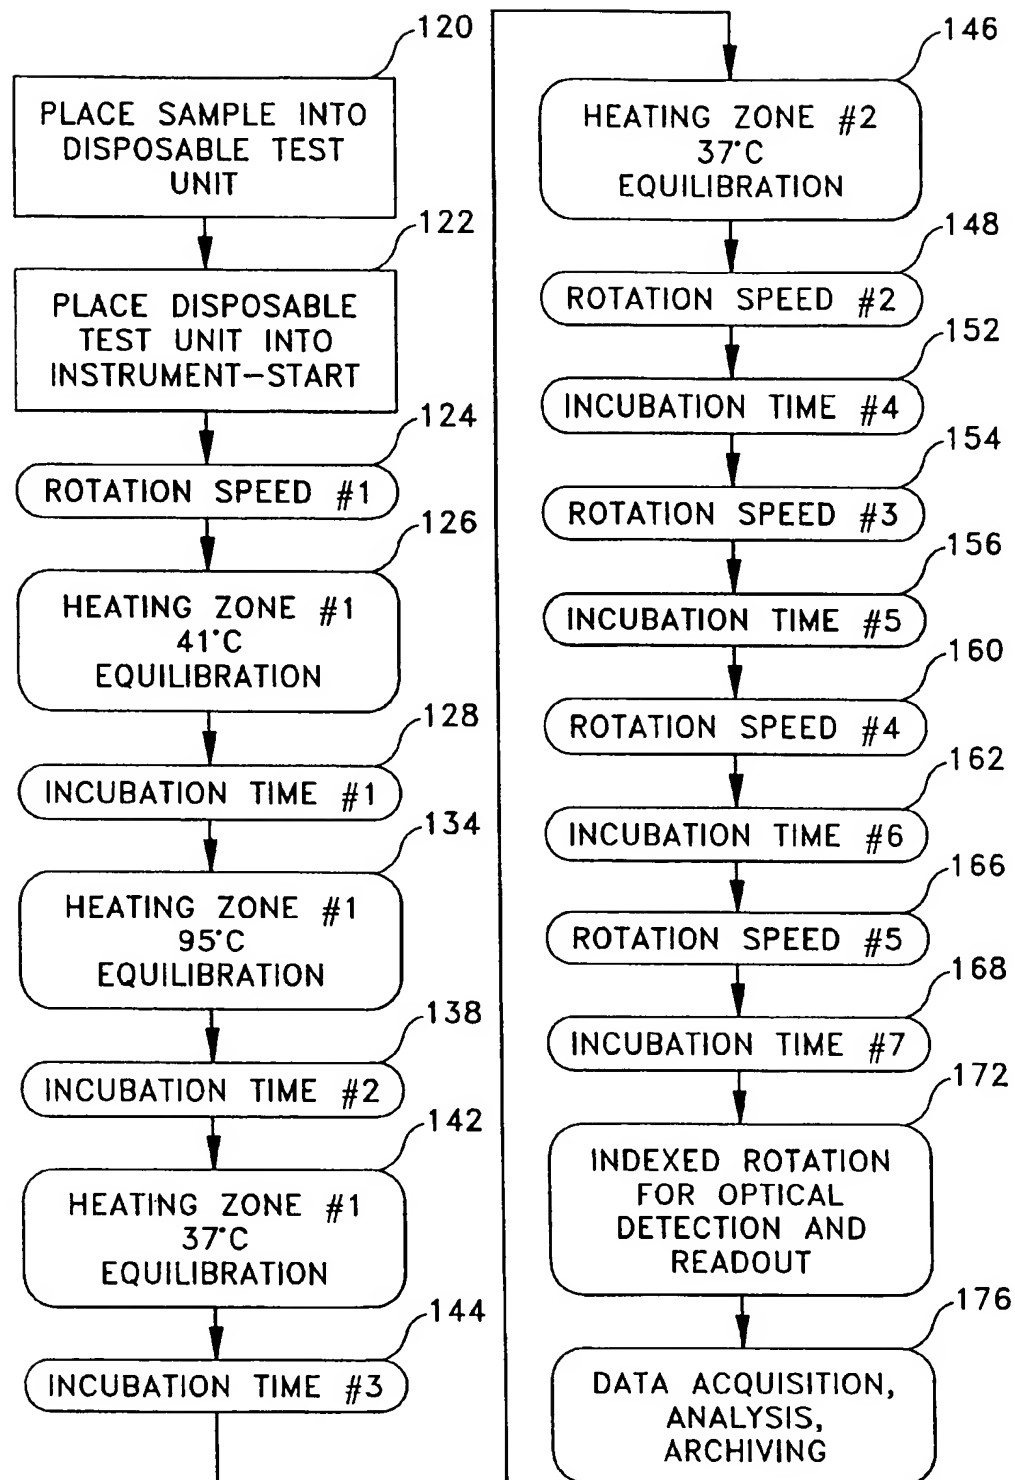 120
PLACE SAMPLE INTO
DISPOSABLE TEST
UNIT
122
PLACE DISPOSABLE
TEST UNIT INTO
INSTRUMENT-START
124
ROTATION SPEED #1
126
HEATING ZONE #1
41°C
EQUILIBRATION
128
INCUBATION TIME #1
134
HEATING ZONE #1
95°C
EQUILIBRATION
138
INCUBATION TIME #2
142
HEATING ZONE #1
37°C
EQUILIBRATION
144
INCUBATION TIME #3
146
HEATING ZONE #2
37°C
EQUILIBRATION
148
ROTATION SPEED #2
152
INCUBATION TIME #4
154
ROTATION SPEED #3
156
INCUBATION TIME #5
160
ROTATION SPEED #4
162
INCUBATION TIME #6
166
ROTATION SPEED #5
168
INCUBATION TIME #7
172
INDEXED ROTATION
FOR OPTICAL
DETECTION AND
READOUT
176
DATA ACQUISITION,
ANALYSIS,
ARCHIVING